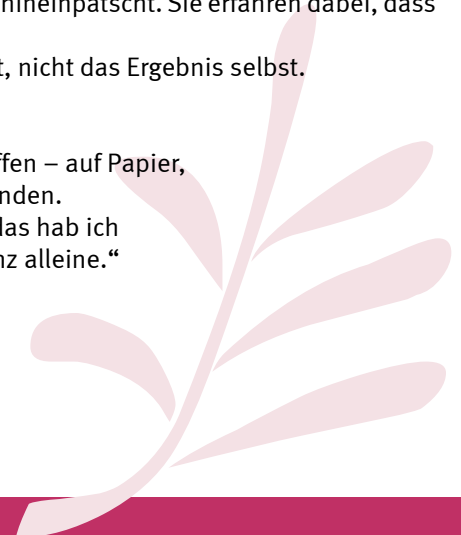 hineinpatscht. Sie erfahren dabei, dass
t, nicht das Ergebnis selbst.
ffen – auf Papier,
nden.
das hab ich
nz alleine.“